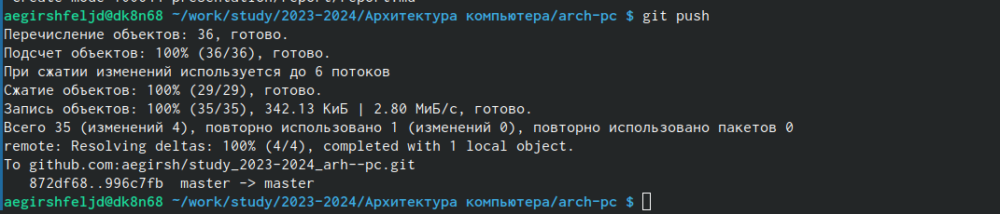 aegirshfeljd@dk8n68 ~/work/study/2023-2024/Архитектура компьютера/arch-pc $ git push
Перечисление объектов: 36, готово.
Подсчет объектов: 100% (36/36), готово.
При сжатии изменений используется до 6 потоков
Сжатие объектов: 100% (29/29), готово.
Запись объектов: 100% (35/35), 342.13 КиБ | 2.80 МиБ/с, готово.
Всего 35 (изменений 4), повторно использовано 1 (изменений 0), повторно использовано пакетов 0
remote: Resolving deltas: 100% (4/4), completed with 1 local object.
To github.com:aegirsh/study_2023-2024_arh--pc.git
   872df68..996c7fb  master -> master
aegirshfeljd@dk8n68 ~/work/study/2023-2024/Архитектура компьютера/arch-pc $